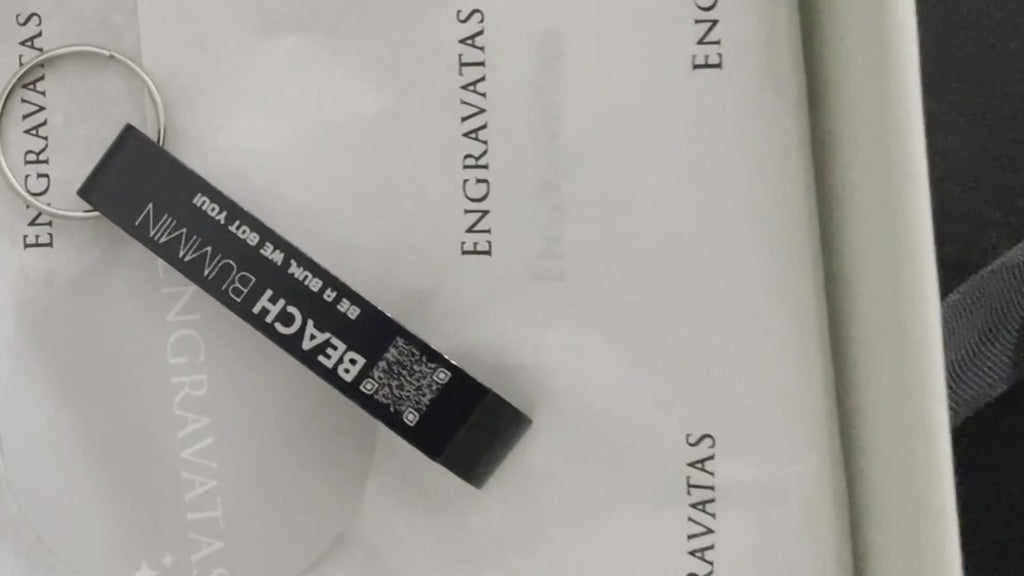 ENGRAVATAS
ENGRAVATAS
ENG
BEACH BUMMIN
BE A BUM, WE GOT YOU!
ENGRAVATAS
RAVATAS